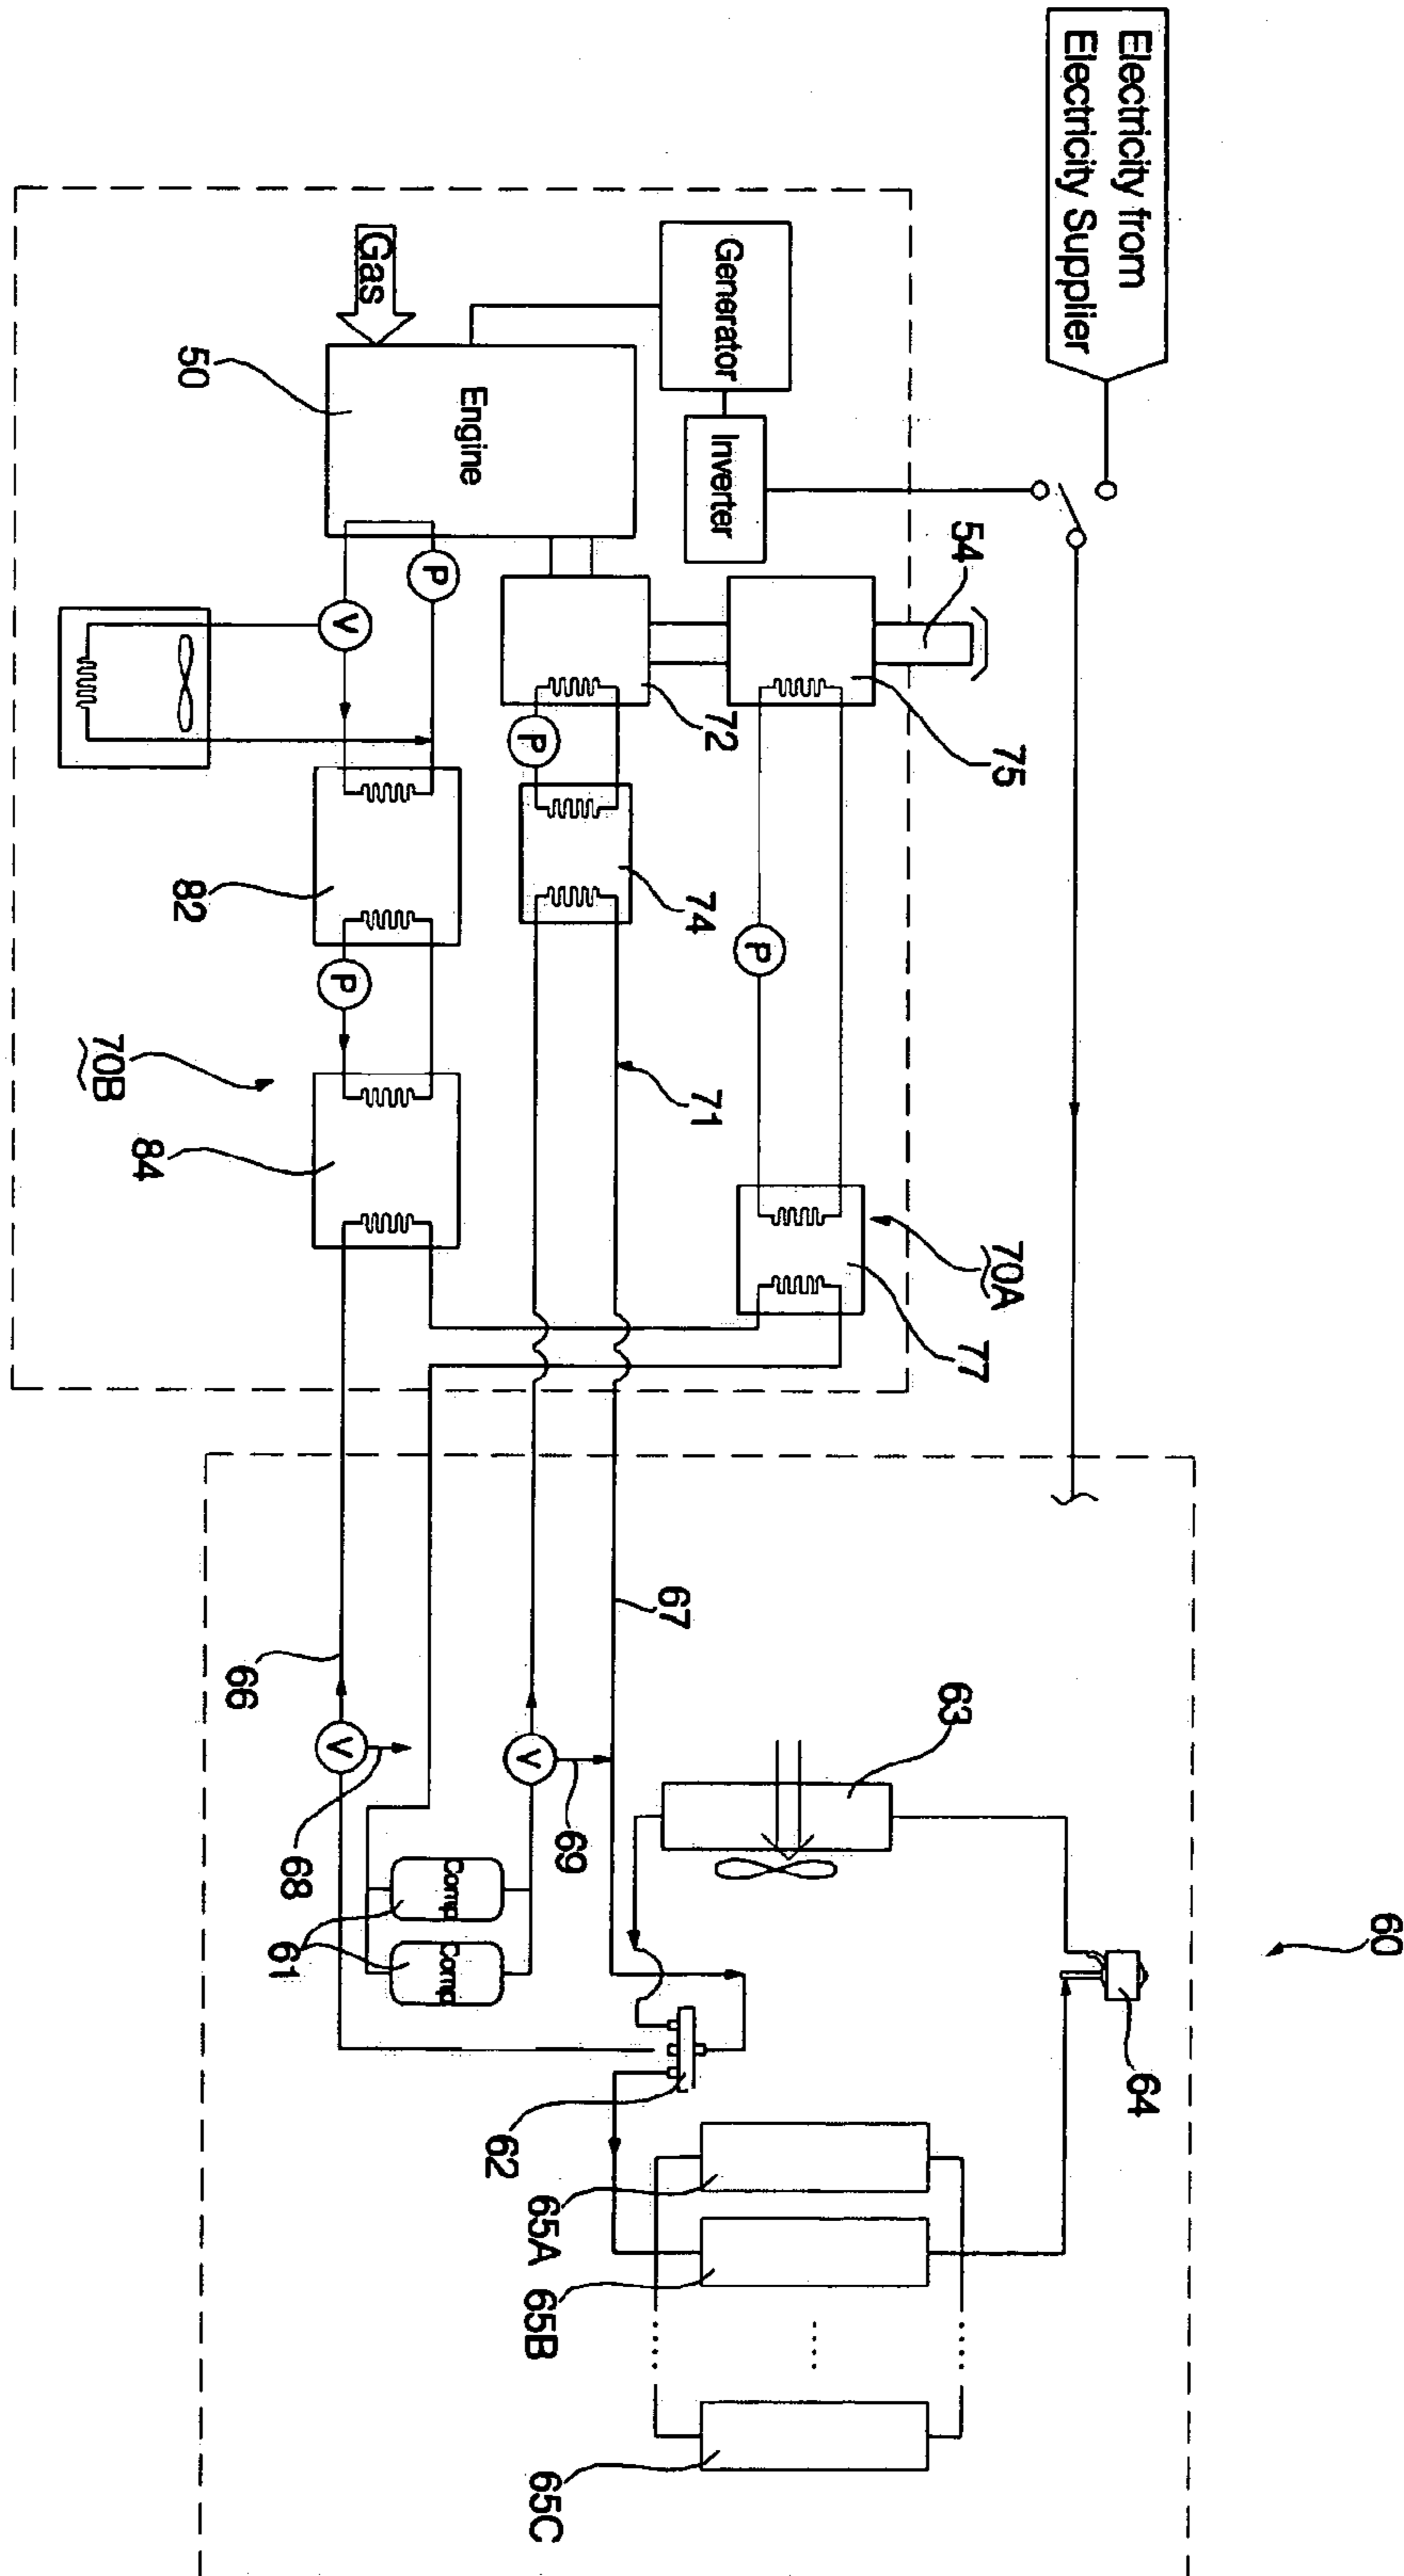 60
Electricity from
Electricity Supplier
64
54
75
70A
77
63
Generator
Inverter
72
74
71
67
P
P
Gas
Engine
50
P
V
82
P
70B
84
66
V
68
V
69
Comp
Comp
61
62
65A
65B
65C